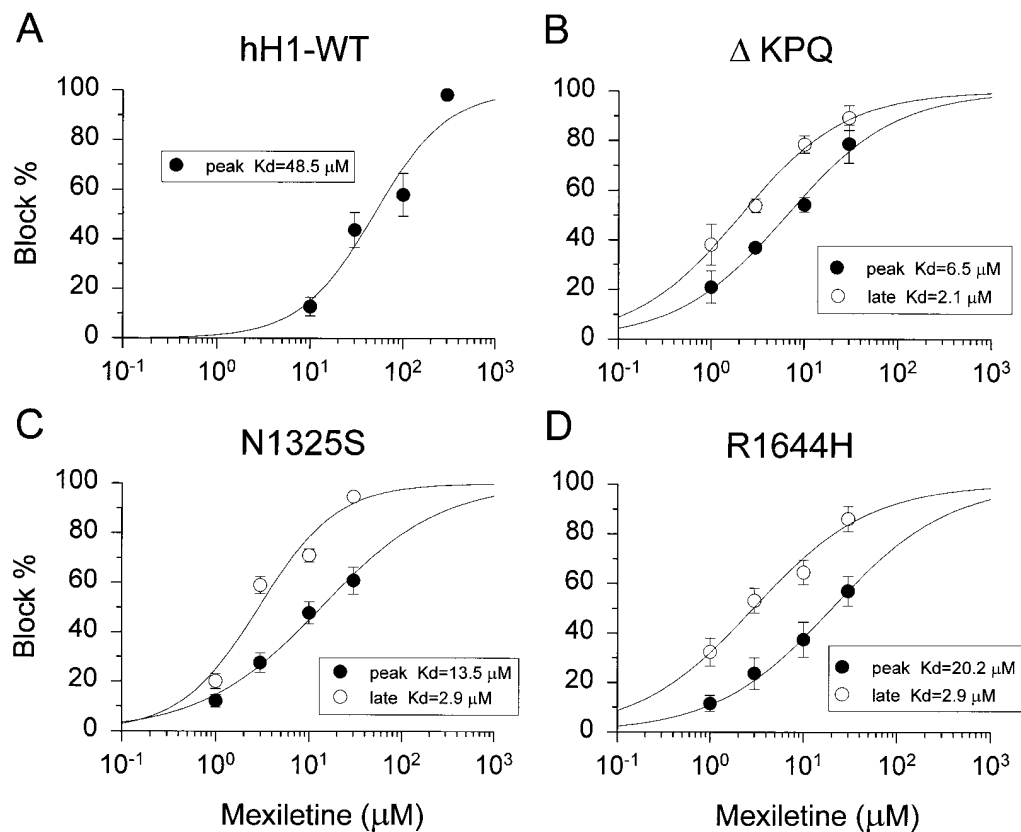 A
hH1-WT
100
80
60
40
20
0
Block %
peak Kd=48.5 μM
10⁻¹ 10⁰ 10¹ 10² 10³
B
Δ KPQ
100
80
60
40
20
0
peak Kd=6.5 μM
late Kd=2.1 μM
10⁻¹ 10⁰ 10¹ 10² 10³
C
N1325S
100
80
60
40
20
0
Block %
peak Kd=13.5 μM
late Kd=2.9 μM
10⁻¹ 10⁰ 10¹ 10² 10³
Mexiletine (μM)
D
R1644H
100
80
60
40
20
0
peak Kd=20.2 μM
late Kd=2.9 μM
10⁻¹ 10⁰ 10¹ 10² 10³
Mexiletine (μM)